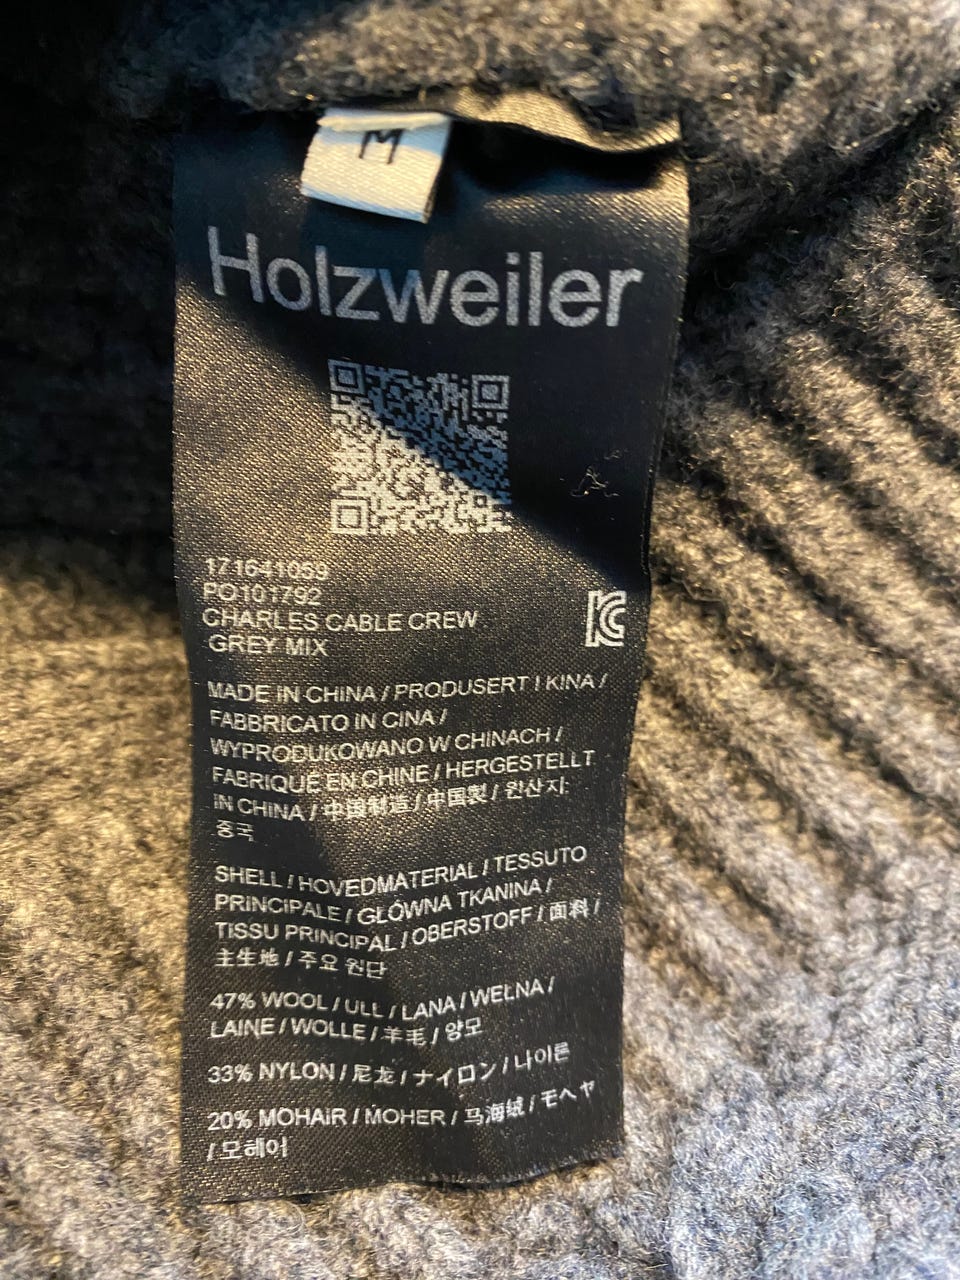 M
Holzweiler
171641059
PO101792
CHARLES CABLE CREW
GREY MIX
MADE IN CHINA / PRODUSERT I KINA /
FABBRICATO IN CINA /
WYPRODUKOWANO W CHINACH /
FABRIQUÉ EN CHINE / HERGESTELLT
IN CHINA / 中国制造 / 中国製 / 원산지:
중국
SHELL / HOVEDMATERIAL / TESSUTO
PRINCIPALE / GŁÓWNA TKANINA /
TISSU PRINCIPAL / OBERSTOFF / 面料 /
主生地 / 주요 원단
47% WOOL / ULL / LANA / WEŁNA /
LAINE / WOLLE / 羊毛 / 양모
33% NYLON / 尼龙 / ナイロン / 나이론
20% MOHAIR / MOHER / 马海绒 / モヘヤ
/ 모헤어